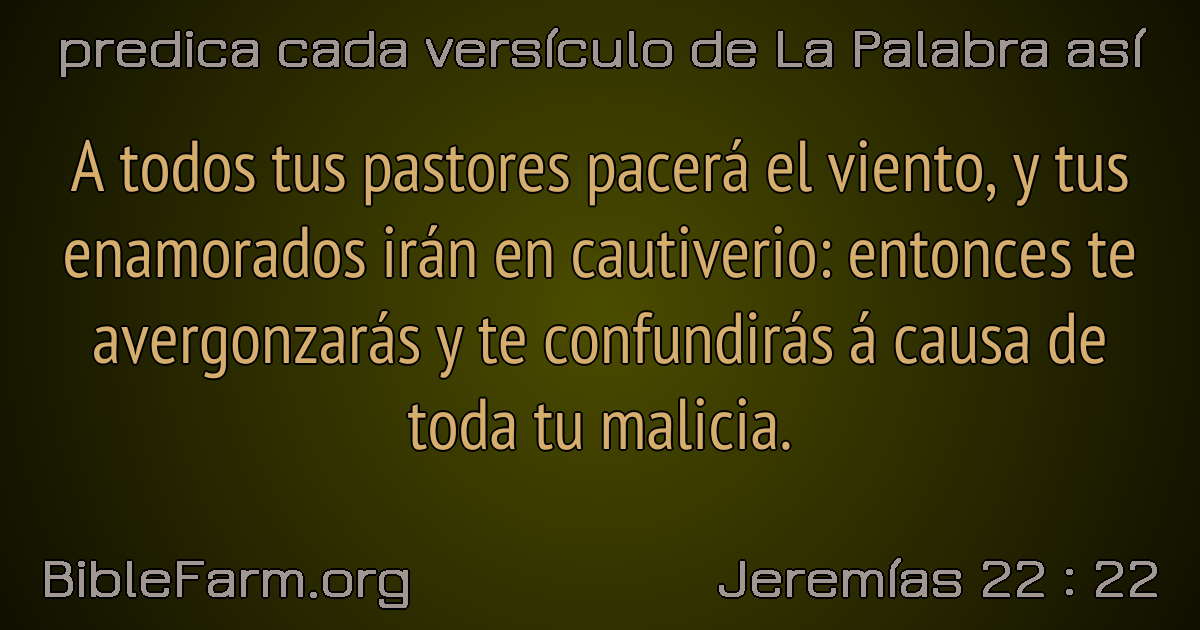 predica cada versículo de La Palabra así
A todos tus pastores pacerá el viento, y tus
enamorados irán en cautiverio: entonces te
avergonzarás y te confundirás á causa de
toda tu malicia.
BibleFarm.org
Jeremías 22 : 22